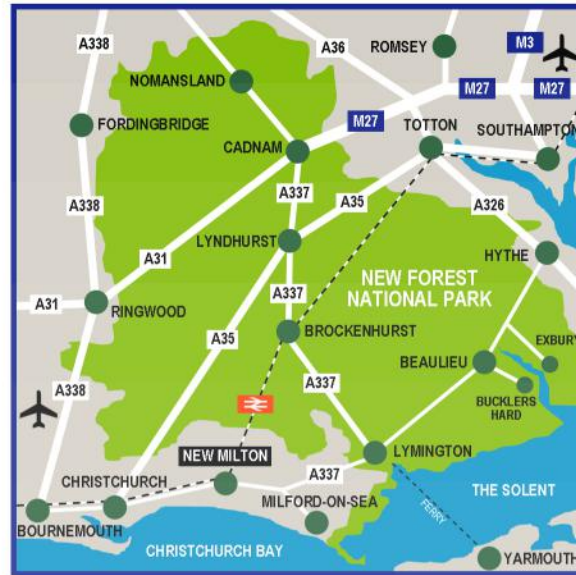 A338
A36
ROMSEY
M3
NOMANSLAND
M27
M27
FORDINGBRIDGE
M27
TOTTON
SOUTHAMPTON
CADNAM
A338
A337
A35
A326
LYNDHURST
HYTHE
A31
NEW FOREST
NATIONAL PARK
A31
RINGWOOD
A337
BROCKENHURST
A35
EXBURY
BEAULIEU
A338
A337
BUCKLERS
HARD
NEW MILTON
LYMINGTON
CHRISTCHURCH
A337
MILFORD-ON-SEA
THE SOLENT
BOURNEMOUTH
FERRY
CHRISTCHURCH BAY
YARMOUTH